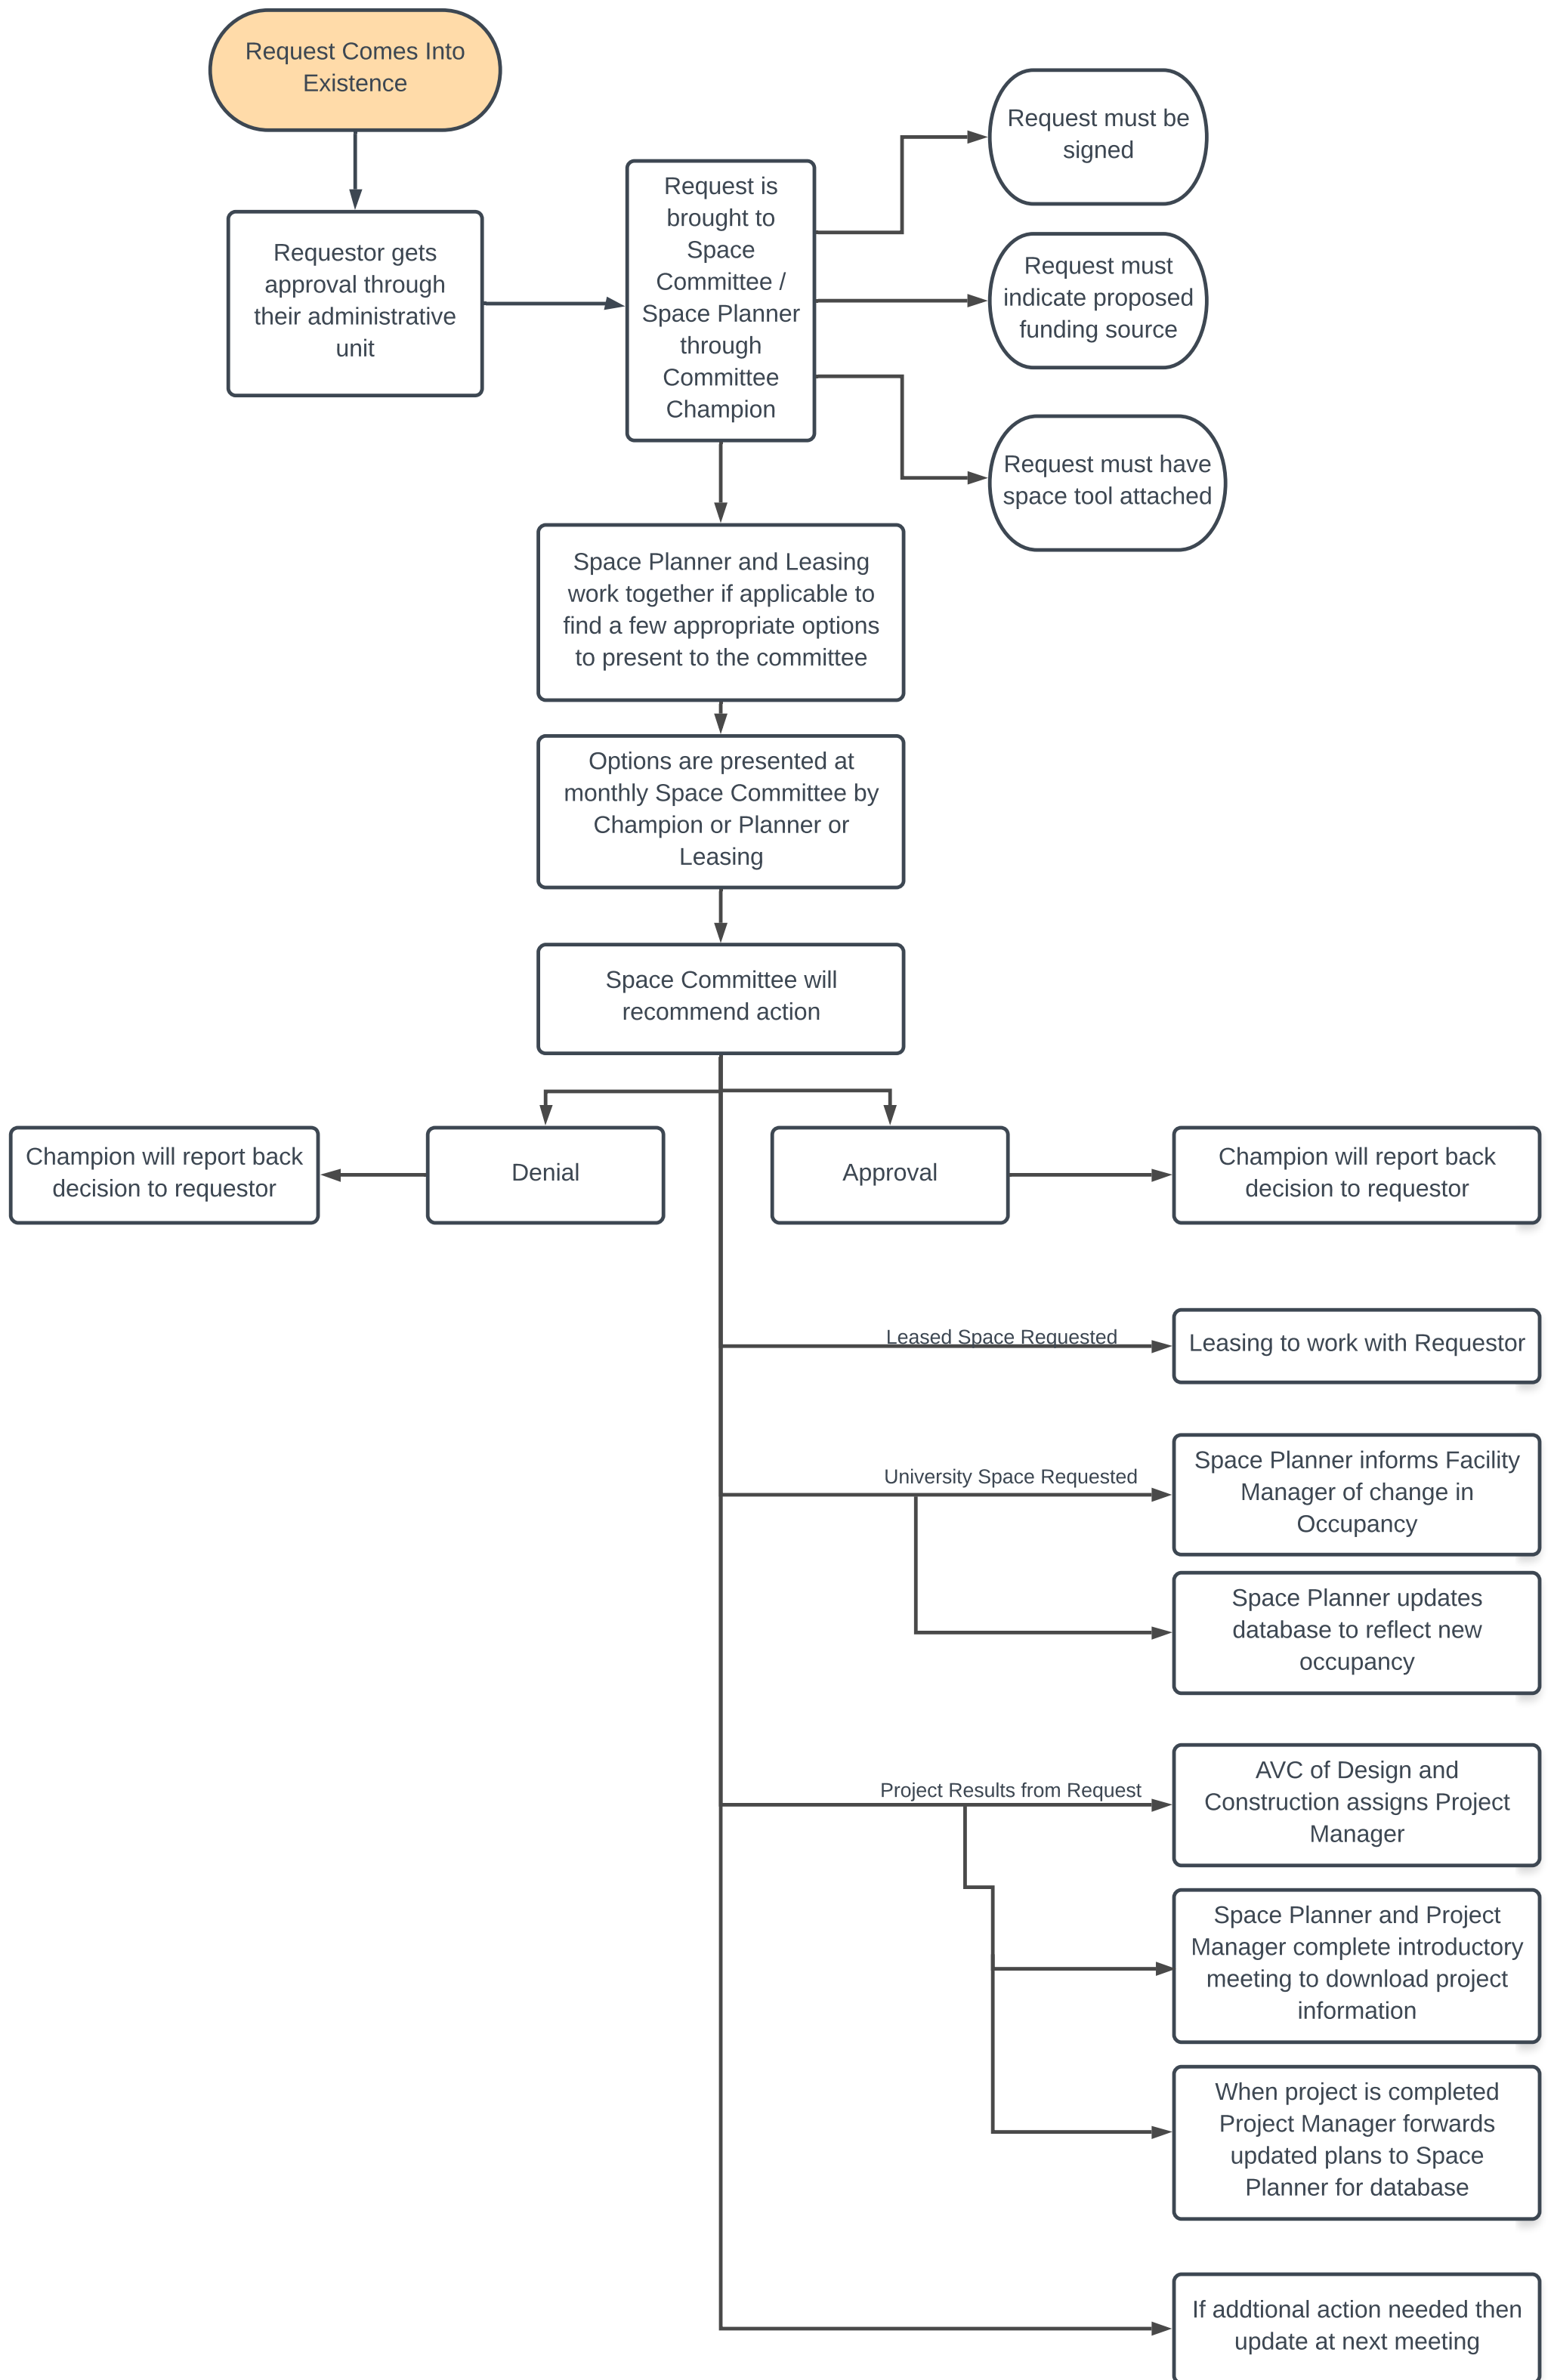 Request Comes Into
Existence
Requestor gets
approval through
their administrative
unit
Request is
brought to
Space
Committee /
Space Planner
through
Committee
Champion
Request must be
signed
Request must
indicate proposed
funding source
Request must have
space tool attached
Space Planner and Leasing
work together if applicable to
find a few appropriate options
to present to the committee
Options are presented at
monthly Space Committee by
Champion or Planner or
Leasing
Space Committee will
recommend action
Champion will report back
decision to requestor
Denial
Approval
Champion will report back
decision to requestor
Leased Space Requested
Leasing to work with Requestor
University Space Requested
Space Planner informs Facility
Manager of change in
Occupancy
Space Planner updates
database to reflect new
occupancy
Project Results from Request
AVC of Design and
Construction assigns Project
Manager
Space Planner and Project
Manager complete introductory
meeting to download project
information
When project is completed
Project Manager forwards
updated plans to Space
Planner for database
If addtional action needed then
update at next meeting